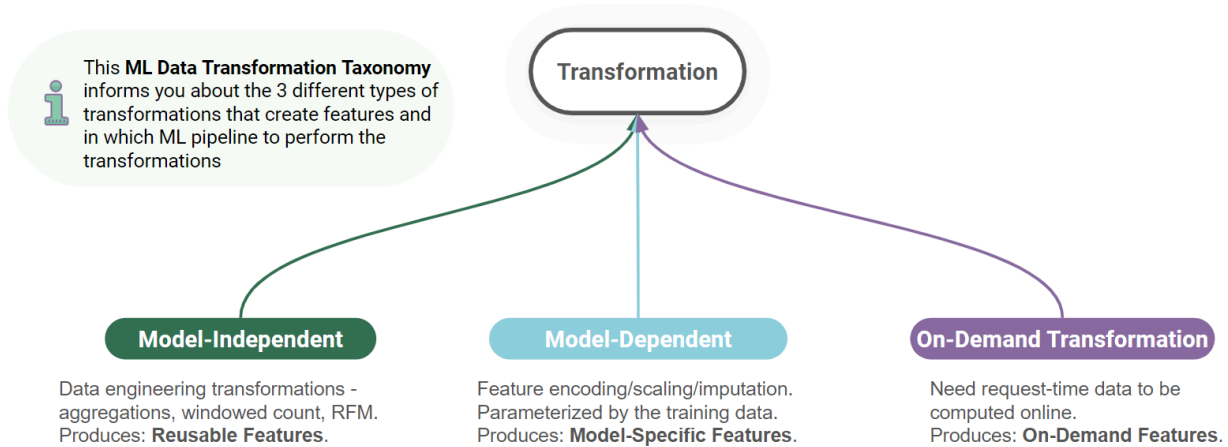 This ML Data Transformation Taxonomy
informs you about the 3 different types of
transformations that create features and
in which ML pipeline to perform the
transformations
Transformation
Model-Independent
Data engineering transformations -
aggregations, windowed count, RFM.
Produces: Reusable Features.
Model-Dependent
Feature encoding/scaling/imputation.
Parameterized by the training data.
Produces: Model-Specific Features.
On-Demand Transformation
Need request-time data to be
computed online.
Produces: On-Demand Features.